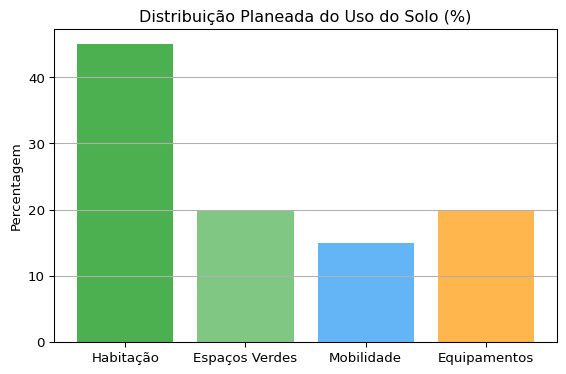 Distribuição Planeada do Uso do Solo (%)
Percentagem
40
30
20
10
0
Habitação Espaços Verdes Mobilidade Equipamentos